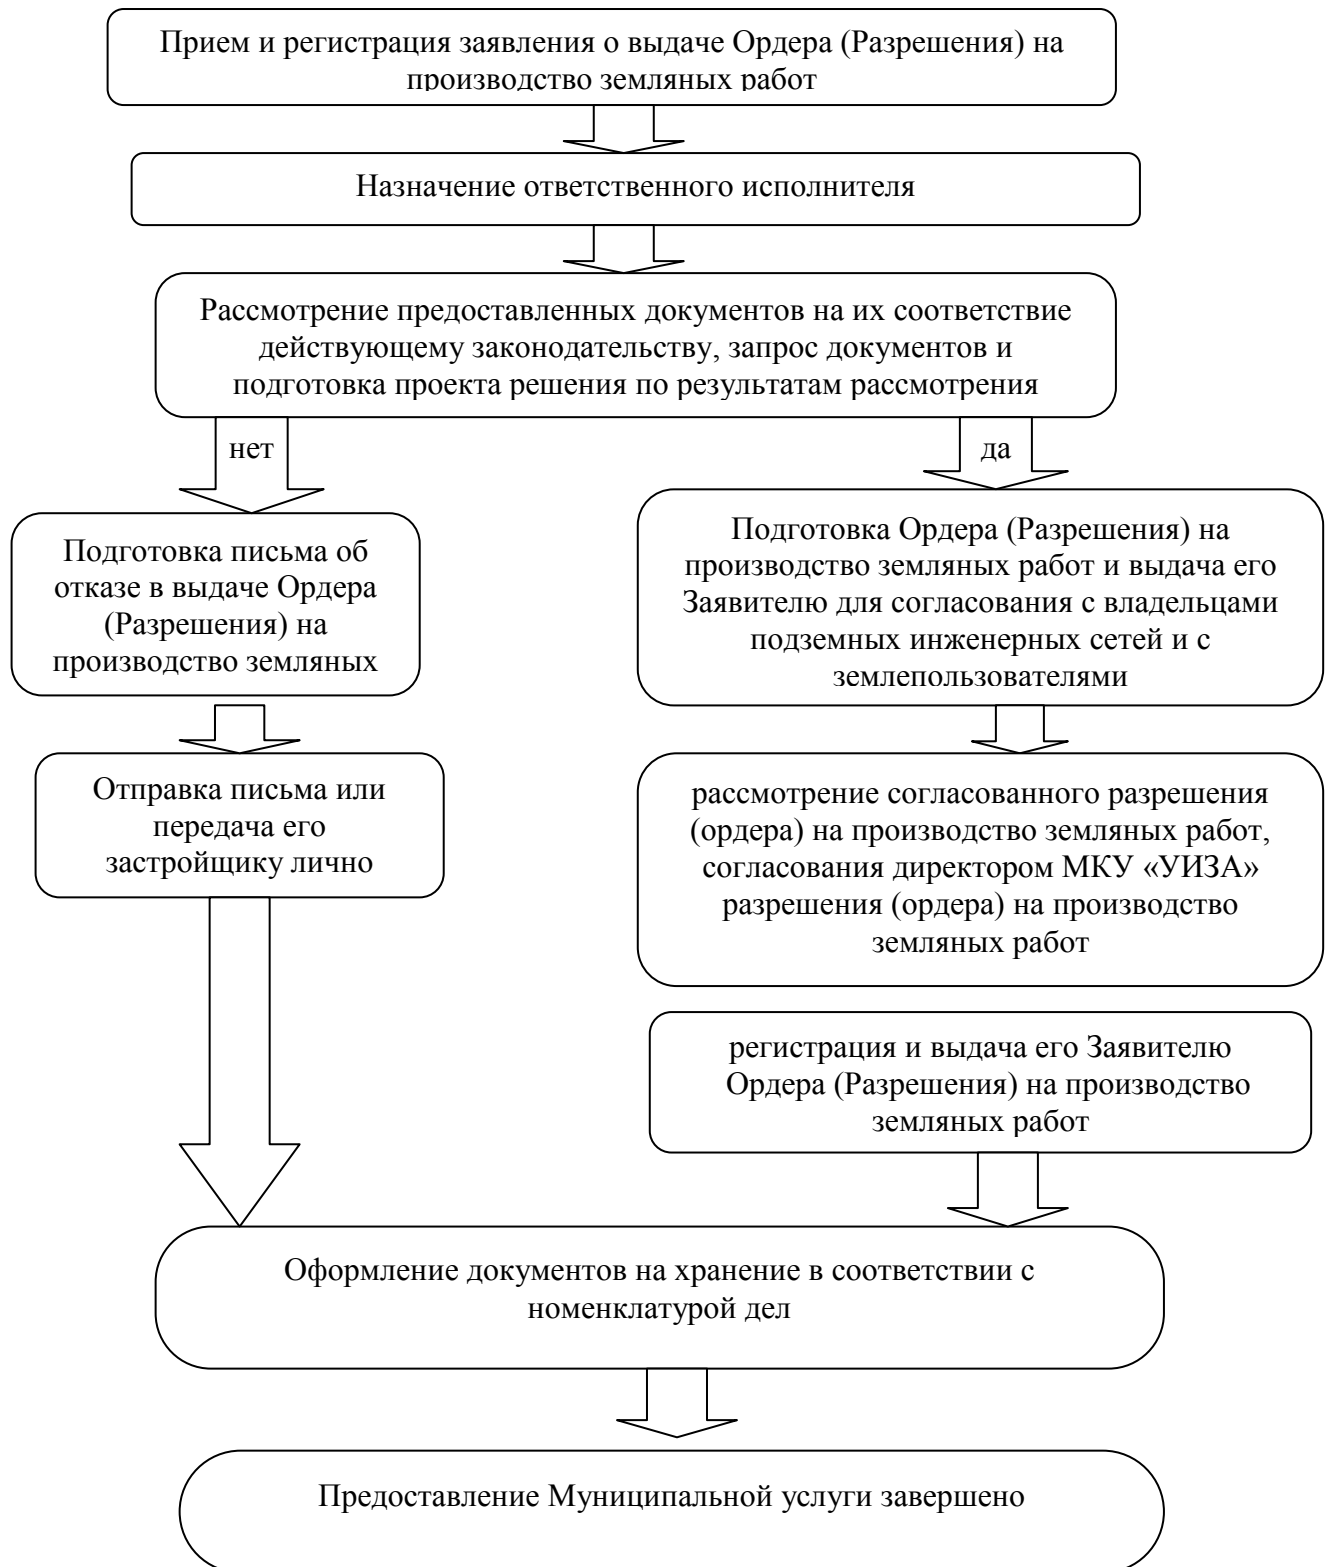 Прием и регистрация заявления о выдаче Ордера (Разрешения) на
производство земляных работ
Назначение ответственного исполнителя
Рассмотрение предоставленных документов на их соответствие
действующему законодательству, запрос документов и
подготовка проекта решения по результатам рассмотрения
нет
да
Подготовка письма об
отказе в выдаче Ордера
(Разрешения) на
производство земляных
Подготовка Ордера (Разрешения) на
производство земляных работ и выдача его
Заявителю для согласования с владельцами
подземных инженерных сетей и с
землепользователями
Отправка письма или
передача его
застройщику лично
рассмотрение согласованного разрешения
(ордера) на производство земляных работ,
согласования директором МКУ «УИЗА»
разрешения (ордера) на производство
земляных работ
регистрация и выдача его Заявителю
Ордера (Разрешения) на производство
земляных работ
Оформление документов на хранение в соответствии с
номенклатурой дел
Предоставление Муниципальной услуги завершено